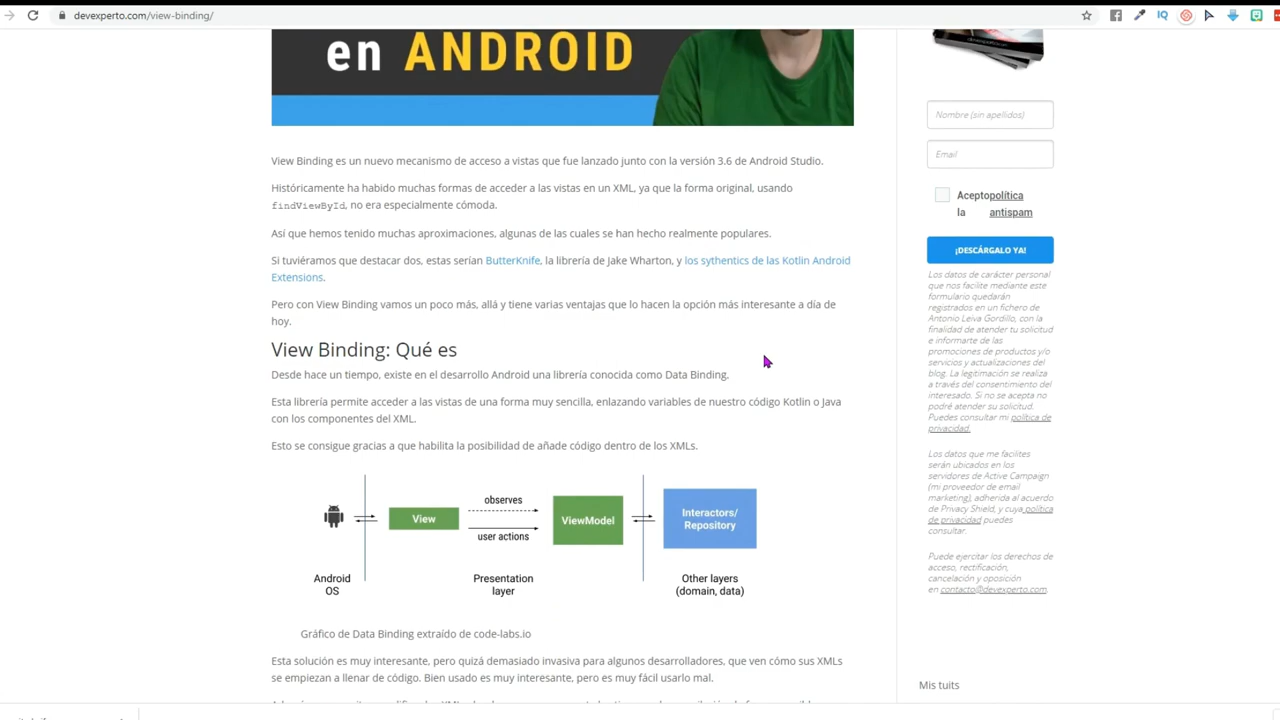 devexperto.com/view-binding/
en ANDROID
View Binding es un nuevo mecanismo de acceso a vistas que fue lanzado junto con la versión 3.6 de Android Studio.
Históricamente ha habido muchas formas de acceder a las vistas en un XML, ya que la forma original, usando
findViewById, no era especialmente cómoda.
Así que hemos tenido muchas aproximaciones, algunas de las cuales se han hecho realmente populares.
Si tuviéramos que destacar dos, estas serían ButterKnife, la librería de Jake Wharton, y los sythentics de las Kotlin Android
Extensions.
Pero con View Binding vamos un poco más, allá y tiene varias ventajas que lo hacen la opción más interesante a día de
hoy.
View Binding: Qué es
Desde hace un tiempo, existe en el desarrollo Android una librería conocida como Data Binding.
Esta librería permite acceder a las vistas de una forma muy sencilla, enlazando variables de nuestro código Kotlin o Java
con los componentes del XML.
Esto se consigue gracias a que habilita la posibilidad de añade código dentro de los XMLs.
observes
View
ViewModel
Interactors/
Repository
user actions
Android
OS
Presentation
layer
Other layers
(domain, data)
Gráfico de Data Binding extraído de code-labs.io
Esta solución es muy interesante, pero quizá demasiado invasiva para algunos desarrolladores, que ven cómo sus XMLs
se empiezan a llenar de código. Bien usado es muy interesante, pero es muy fácil usarlo mal.
Nombre (sin apellidos)
Email
Acepto política
la antispam
¡DESCÁRGALO YA!
Los datos de carácter personal
que nos facilite mediante este
formulario quedarán
registrados en un fichero de
Antonio Leiva Gordillo, con la
finalidad de atender tu solicitud
e informarte de las
promociones de productos y/o
servicios y actualizaciones del
blog. La legitimación se realiza
a través del consentimiento del
interesado. Si no se acepta no
podré atender su solicitud.
Puedes consultar mi política de
privacidad.
Los datos que me facilites
serán ubicados en los
servidores de Active Campaign
(mi proveedor de email
marketing), adherida al acuerdo
de Privacy Shield, y cuya política
de privacidad puedes
consultar.
Puede ejercitar los derechos de
acceso, rectificación,
cancelación y oposición
en contacto@devexperto.com.
Mis tuits